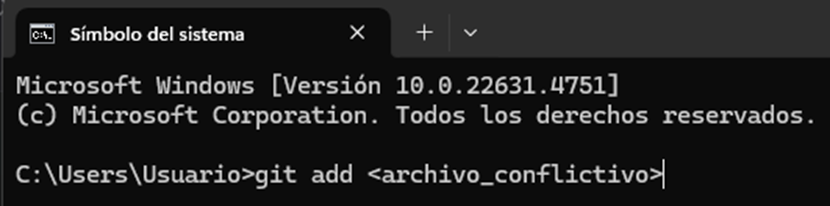 Símbolo del sistema
Microsoft Windows [Versión 10.0.22631.4751]
(c) Microsoft Corporation. Todos los derechos reservados.
C:\Users\Usuario>git add <archivo_conflictivo>